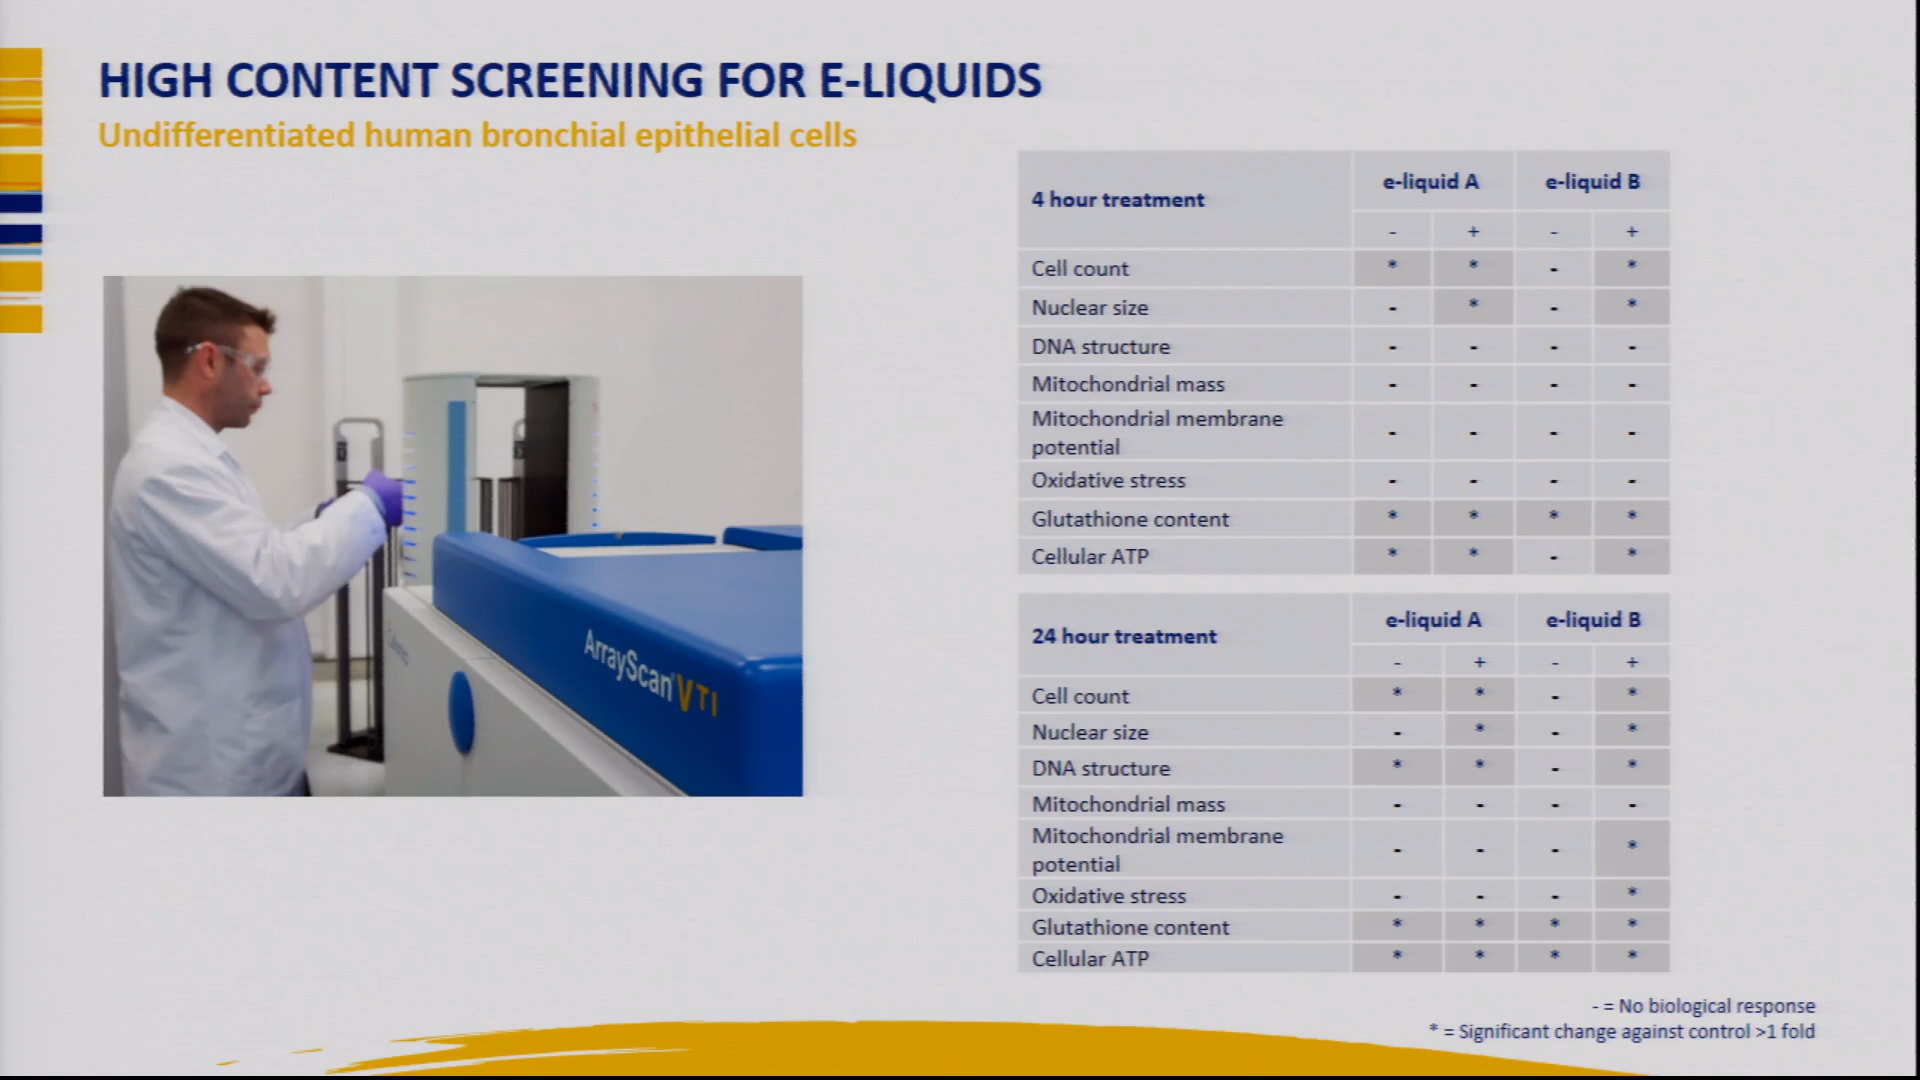 HIGH CONTENT SCREENING FOR E-LIQUIDS
Undifferentiated human bronchial epithelial cells
4 hour treatment e-liquid A e-liquid B
- + - +
Cell count * * - *
Nuclear size - * - *
DNA structure - - - -
Mitochondrial mass - - - -
Mitochondrial membrane
potential - - - -
Oxidative stress - - - -
Glutathione content * * * *
Cellular ATP * * - *
24 hour treatment e-liquid A e-liquid B
- + - +
Cell count * * - *
Nuclear size - * - *
DNA structure * * - *
Mitochondrial mass - - - -
Mitochondrial membrane
potential - - - *
Oxidative stress - - - *
Glutathione content * * * *
Cellular ATP * * * *
ArrayScan VTI
- = No biological response
* = Significant change against control >1 fold